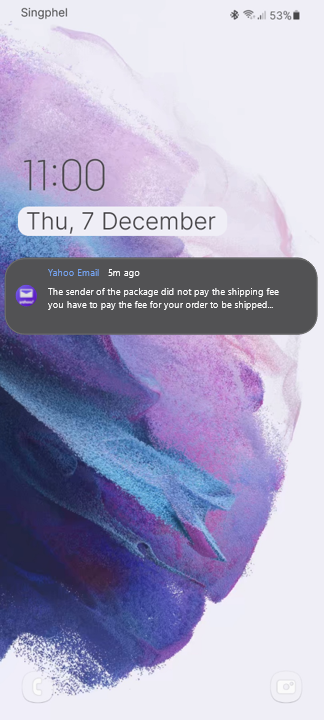 Singphel
53%
11:00
Thu, 7 December
Yahoo Email 5m ago
The sender of the package did not pay the shipping fee
you have to pay the fee for your order to be shipped...
yahoo!